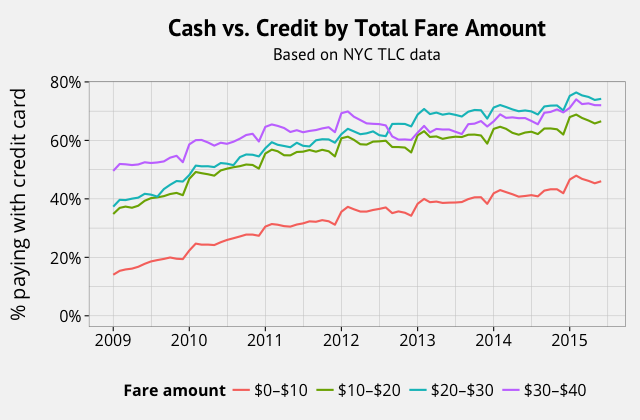 Cash vs. Credit by Total Fare Amount
Based on NYC TLC data
% paying with credit card
80%
60%
40%
20%
0%
2009 2010 2011 2012 2013 2014 2015
Fare amount $0–$10 $10–$20 $20–$30 $30–$40